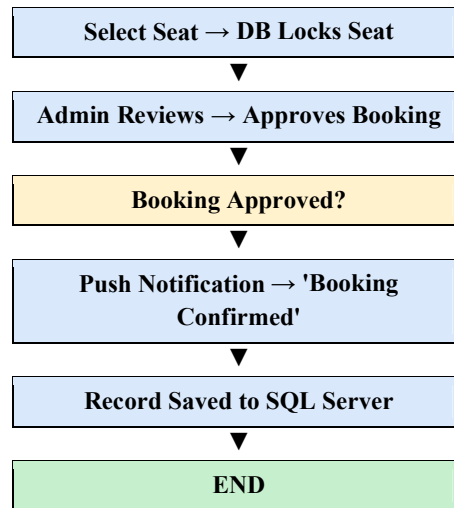 Select Seat → DB Locks Seat
Admin Reviews → Approves Booking
Booking Approved?
Push Notification → 'Booking
Confirmed'
Record Saved to SQL Server
END